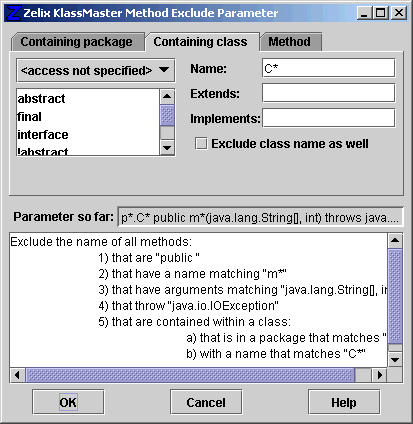 Zelix KlassMaster Method Exclude Parameter
Containing package Containing class Method
<access not specified>
Name: C*
abstract
final
interface
!abstract
Extends:
Implements:
Exclude class name as well
Parameter so far: p*.C* public m*(java.lang.String[], int) throws java....
Exclude the name of all methods:
1) that are "public "
2) that have a name matching "m*"
3) that have arguments matching "java.lang.String[], in
4) that throw "java.io.IOException"
5) that are contained within a class:
a) that is in a package that matches "
b) with a name that matches "C*"
OK Cancel Help